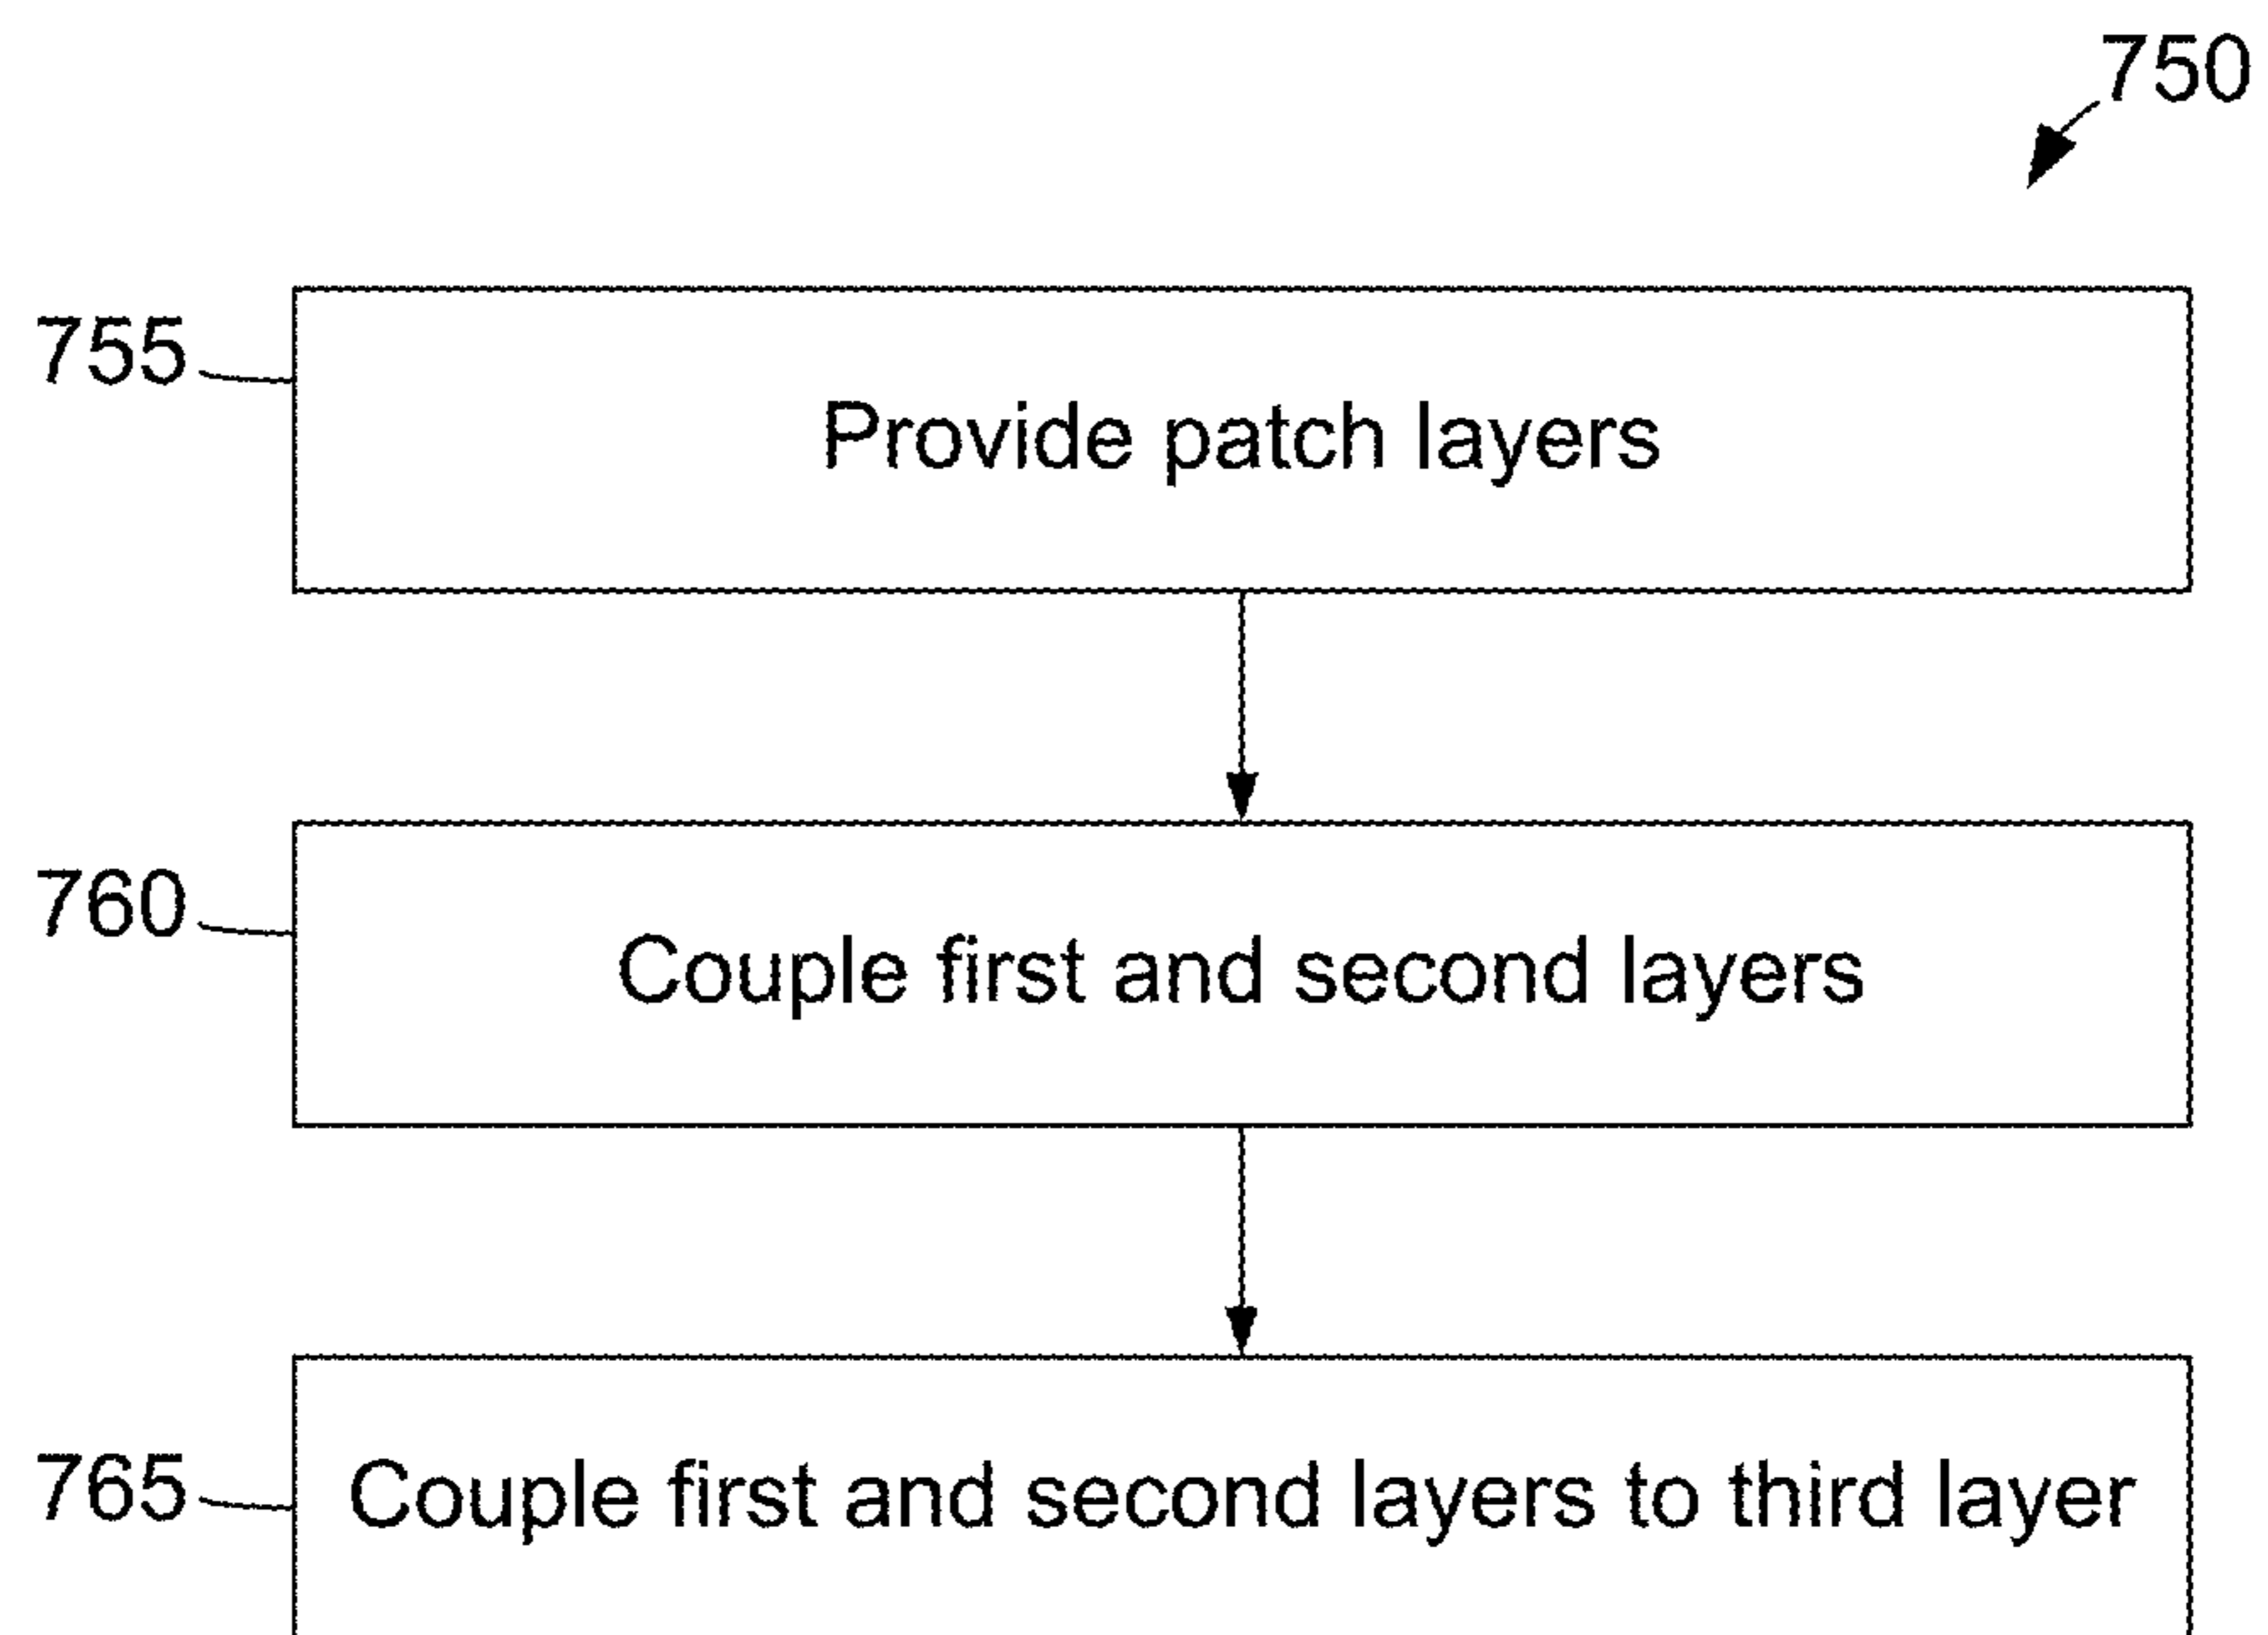 750
755
Provide patch layers
760
Couple first and second layers
765
Couple first and second layers to third layer